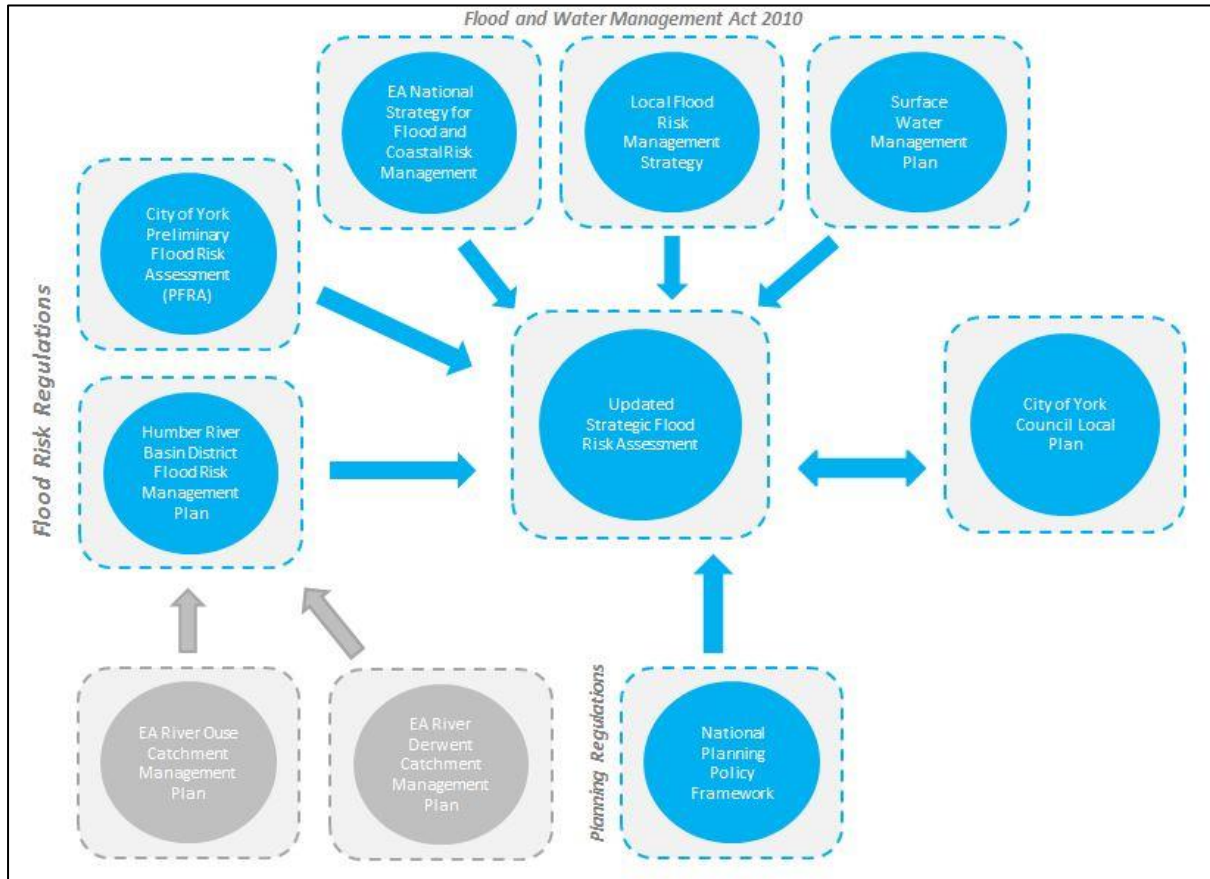 Flood and Water Management Act 2010
EA National
Strategy for
Flood and
Coastal Risk
Management
Local Flood
Risk
Management
Strategy
Surface
Water
Management
Plan
Flood Risk Regulations
City of York
Preliminary
Flood Risk
Assessment
(PFRA)
Humber River
Basin District
Flood Risk
Management
Plan
Updated
Strategic Flood
Risk Assessment
City of York
Council Local
Plan
EA River Ouse
Catchment
Management
Plan
EA River
Derwent
Catchment
Management
Plan
Planning Regulations
National
Planning
Policy
Framework